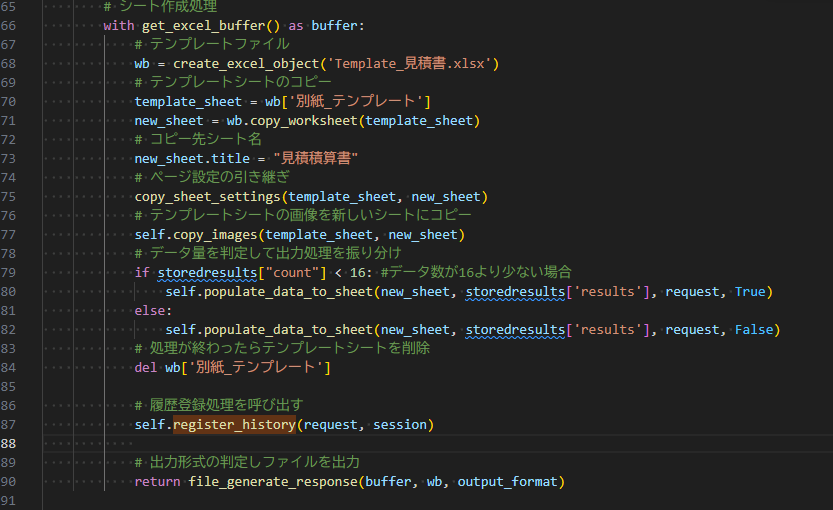 65 # シート作成処理
66 with get_excel_buffer() as buffer:
67 # テンプレートファイル
68 wb = create_excel_object('Template_見積書.xlsx')
69 # テンプレートシートのコピー
70 template_sheet = wb['別紙_テンプレート']
71 new_sheet = wb.copy_worksheet(template_sheet)
72 # コピー先シート名
73 new_sheet.title = "見積積算書"
74 # ページ設定の引き継ぎ
75 copy_sheet_settings(template_sheet, new_sheet)
76 # テンプレートシートの画像を新しいシートにコピー
77 self.copy_images(template_sheet, new_sheet)
78 # データ量を判定して出力処理を振り分け
79 if storedresults["count"] < 16: #データ数が16より少ない場合
80 self.populate_data_to_sheet(new_sheet, storedresults['results'], request, True)
81 else:
82 self.populate_data_to_sheet(new_sheet, storedresults['results'], request, False)
83 # 処理が終わったらテンプレートシートを削除
84 del wb['別紙_テンプレート']
85
86 # 履歴登録処理を呼び出す
87 self.register_history(request, session)
88
89 # 出力形式の判定しファイルを出力
90 return file_generate_response(buffer, wb, output_format)
91